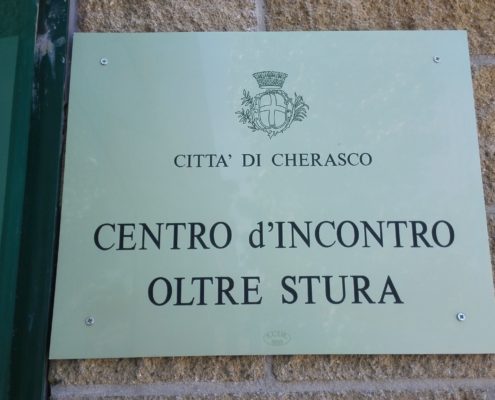 CITTA' DI CHERASCO
CENTRO d'INCONTRO
OLTRE STURA